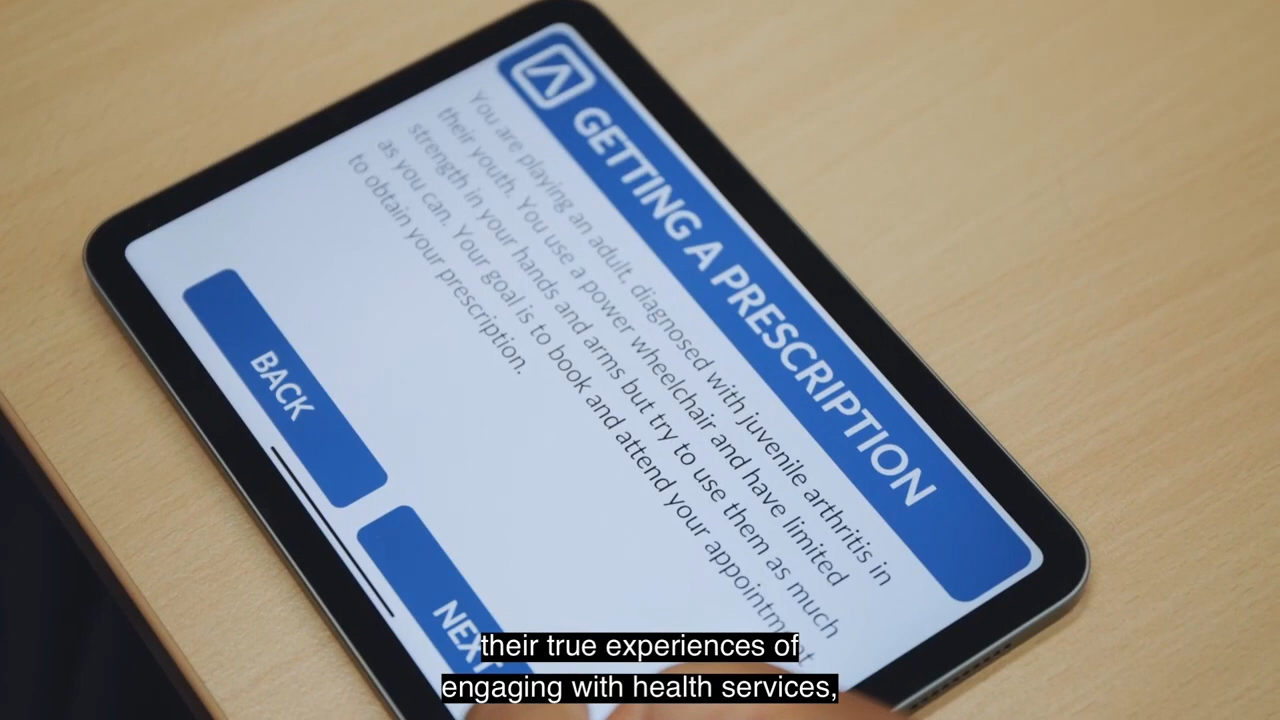 GETTING A PRESCRIPTION
You are playing an adult, diagnosed with juvenile arthritis in
their youth. You use a power wheelchair and have limited
strength in your hands and arms but try to use them as much
as you can. Your goal is to book and attend your appointment
to obtain your prescription.
BACK
NEXT
their true experiences of
engaging with health services,